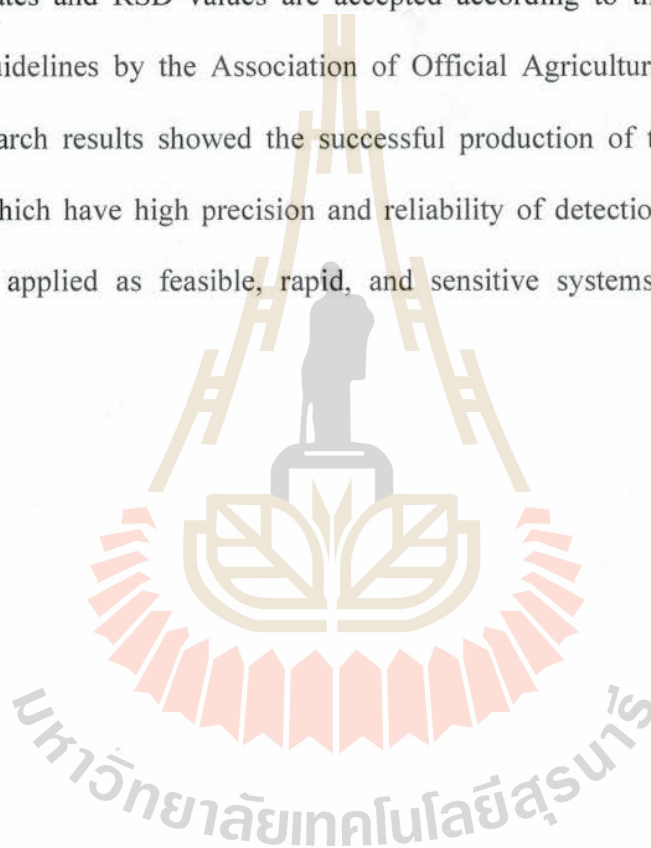 ates and RSD values are accepted according to th
uidelines by the Association of Official Agricultur
arch results showed the successful production of t
hich have high precision and reliability of detectio
applied as feasible, rapid, and sensitive systems
มหาวิทยาลัยเทคโนโลยีสุรนารี